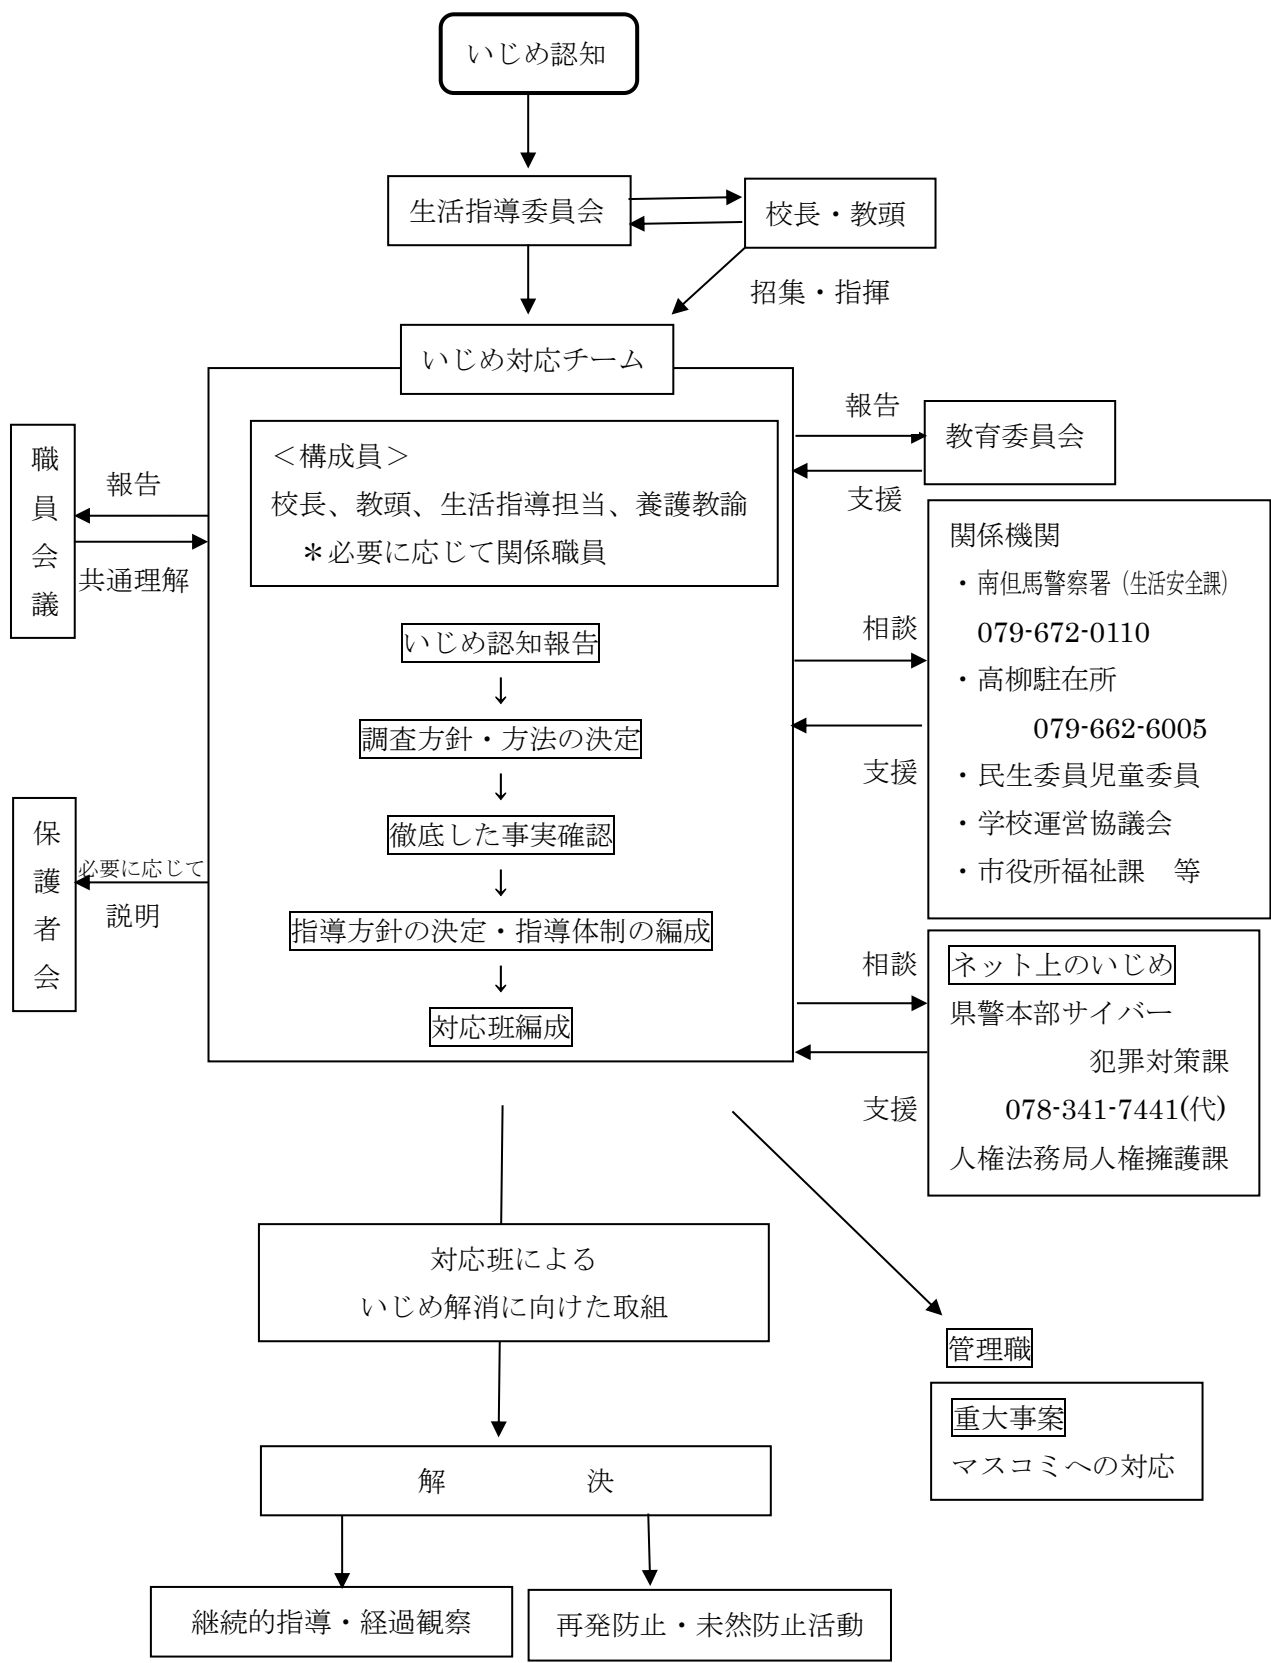 いじめ認知
生活指導委員会
校長・教頭
招集・指揮
いじめ対応チーム
＜構成員＞
校長、教頭、生活指導担当、養護教諭
＊必要に応じて関係職員
いじめ認知報告
↓
調査方針・方法の決定
↓
徹底した事実確認
↓
指導方針の決定・指導体制の編成
↓
対応班編成
職員会議
報告
共通理解
保護者会
必要に応じて
説明
報告
教育委員会
支援
関係機関
・南但馬警察署（生活安全課）
079-672-0110
・高柳駐在所
079-662-6005
・民生委員児童委員
・学校運営協議会
・市役所福祉課　等
相談
支援
相談
ネット上のいじめ
県警本部サイバー
犯罪対策課
078-341-7441(代)
人権法務局人権擁護課
支援
対応班による
いじめ解消に向けた取組
管理職
重大事案
マスコミへの対応
解　　　　　決
継続的指導・経過観察
再発防止・未然防止活動